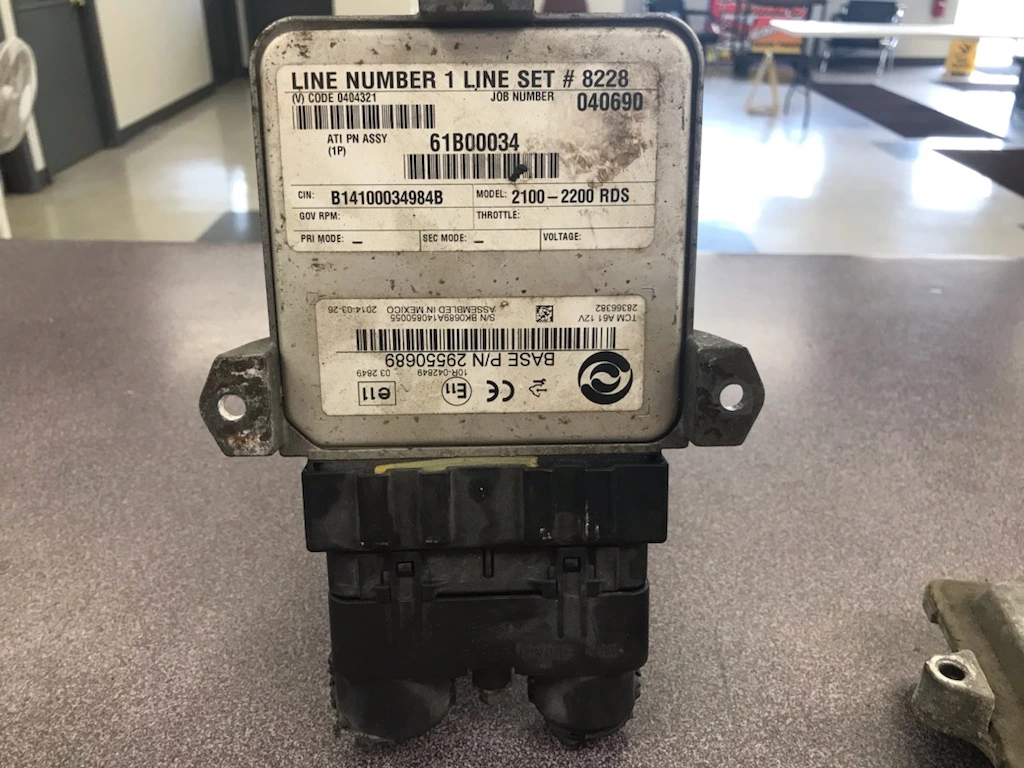 LINE NUMBER 1 LINE SET # 8228
(V) CODE 0404321 JOB NUMBER 040690
ATI PN ASSY 61B00034
(1P)
CIN: B14100034984B MODEL: 2100-2200 RDS
GOV RPM: THROTTLE:
PRI MODE: – SEC MODE: – VOLTAGE:
TCM A61 12V
28366382
S/N BK0689A140850055
ASSEMBLED IN MEXICO 2014-03-26
BASE P/N 29550689
10R-042849 03 2849
CE E11 e11